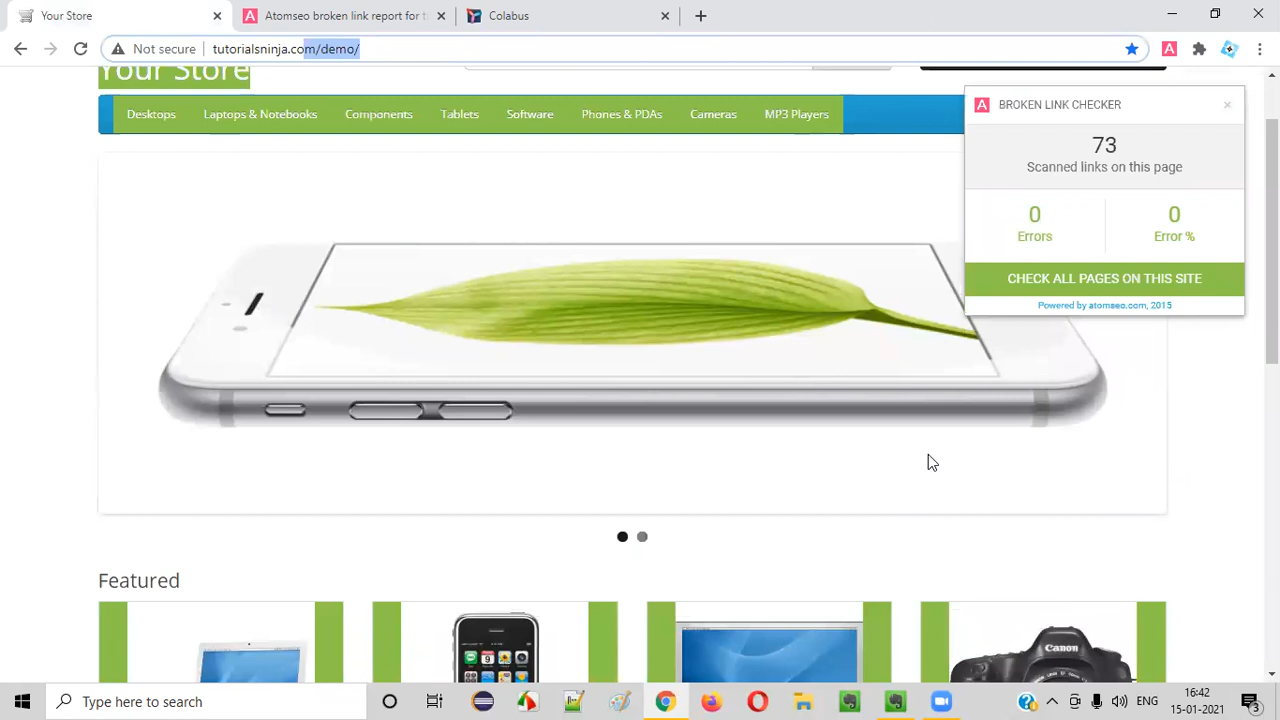 Your Store
Atomseo broken link report for t
Colabus
Not secure
tutorialsninja.com/demo/
Your Store
Desktops
Laptops & Notebooks
Components
Tablets
Software
Phones & PDAs
Cameras
MP3 Players
A BROKEN LINK CHECKER
73
Scanned links on this page
0
Errors
0
Error %
CHECK ALL PAGES ON THIS SITE
Powered by atomseo.com, 2015
Featured
Canon
Type here to search
ENG
16:42
15-01-2021
3